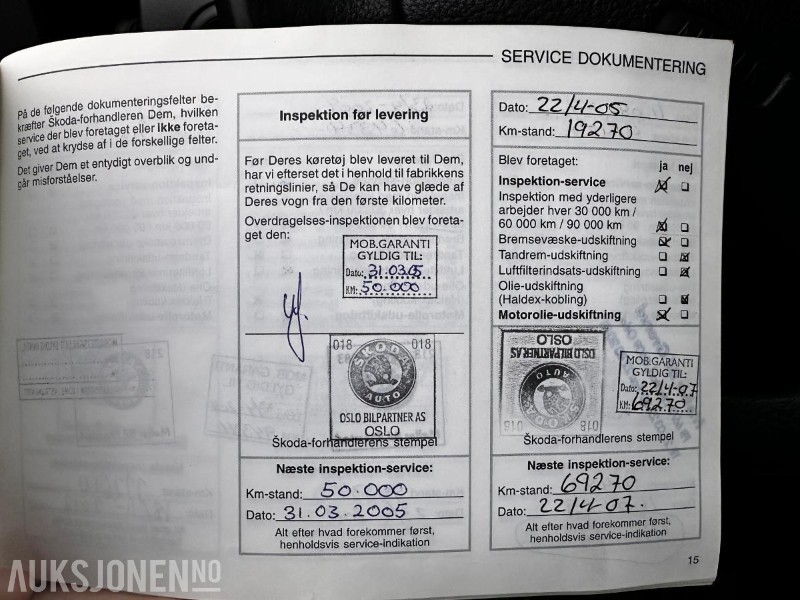 SERVICE DOKUMENTERING
På de følgende dokumenteringsfelter be-
kræfter Škoda-forhandleren Dem, hvilken
service der blev foretaget eller ikke foreta-
get, ved at krydse af i de forskellige felter.
Det giver Dem et entydigt overblik og und-
går misforståelser.
Inspektion før levering
Før Deres køretøj blev leveret til Dem,
har vi efterset det i henhold til fabrikkens
retningslinier, så De kan have glæde af
Deres vogn fra den første kilometer.
Overdragelses-inspektionen blev foreta-
get den:
MOB.GARANTI
GYLDIG TIL:
Dato: 31.03.05
KM: 50.000
018 018
ŠKODA
AUTO
OSLO BILPARTNER AS
OSLO
Škoda-forhandlerens stempel
Næste inspektion-service:
Km-stand: 50.000
Dato: 31.03.2005
Alt efter hvad forekommer først,
henholdsvis service-indikation
Dato: 22/4-05
Km-stand: 19270
Blev foretaget: ja nej
Inspektion-service
Inspektion med yderligere
arbejder hver 30 000 km /
60 000 km / 90 000 km
Bremsevæske-udskiftning
Tandrem-udskiftning
Luftfilterindsats-udskiftning
Olie-udskiftning
(Haldex-kobling)
Motorolie-udskiftning
OSLO
OSLO BILPARTNER AS
AUTO
ŠKODA
018 018
MOB.GARANTI
GYLDIG TIL:
Dato: 22/4-07
KM: 69270
Škoda-forhandlerens stempel
Næste inspektion-service:
Km-stand: 69270
Dato: 22/4-07.
Alt efter hvad forekommer først,
henholdsvis service-indikation
15
AUKSJONEN.NO